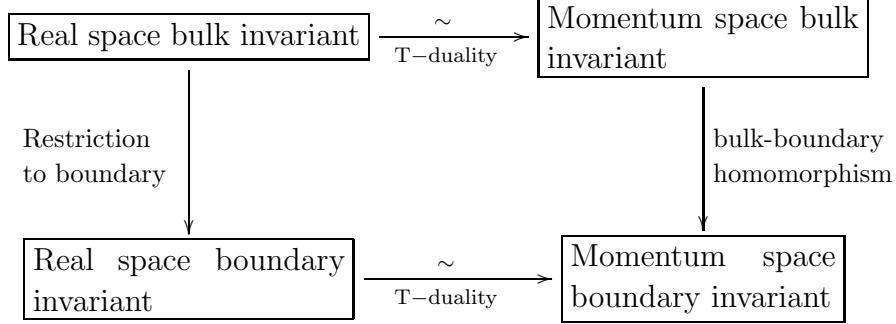 Real space bulk invariant
∼
T−duality
Momentum space bulk
invariant
Restriction
to boundary
bulk-boundary
homomorphism
Real space boundary
invariant
∼
T−duality
Momentum space
boundary invariant